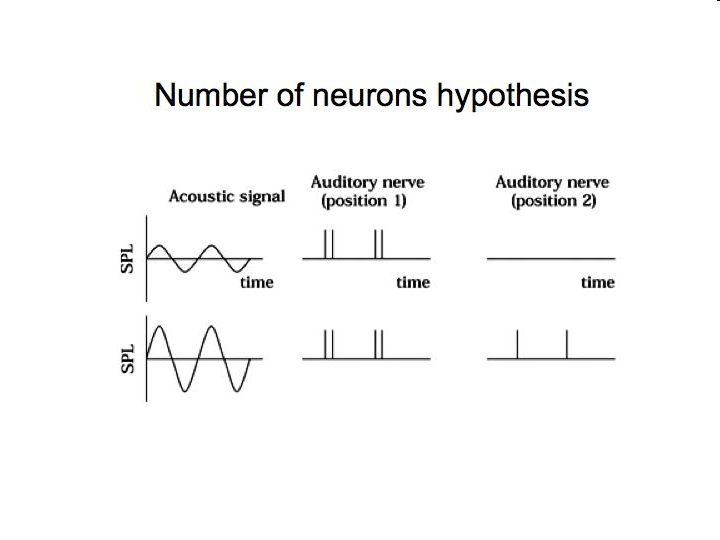 Number of neurons hypothesis
Acoustic signal
Auditory nerve
(position 1)
Auditory nerve
(position 2)
SPL
time
time
time
SPL